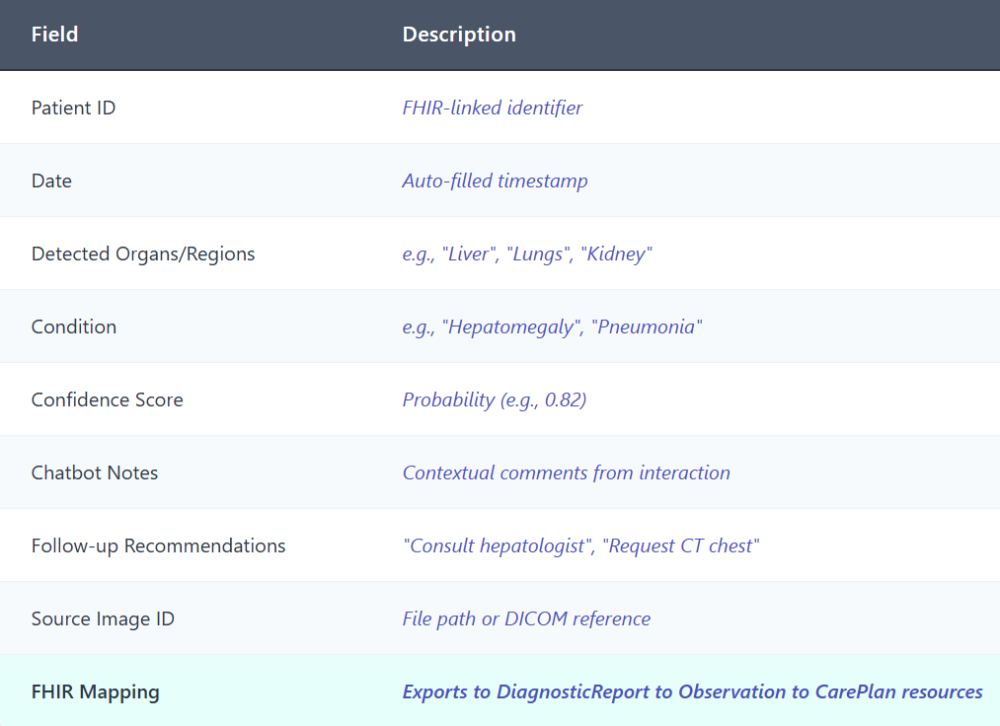 Field Description
Patient ID FHIR-linked identifier
Date Auto-filled timestamp
Detected Organs/Regions e.g., "Liver", "Lungs", "Kidney"
Condition e.g., "Hepatomegaly", "Pneumonia"
Confidence Score Probability (e.g., 0.82)
Chatbot Notes Contextual comments from interaction
Follow-up Recommendations "Consult hepatologist", "Request CT chest"
Source Image ID File path or DICOM reference
FHIR Mapping Exports to DiagnosticReport to Observation to CarePlan resources